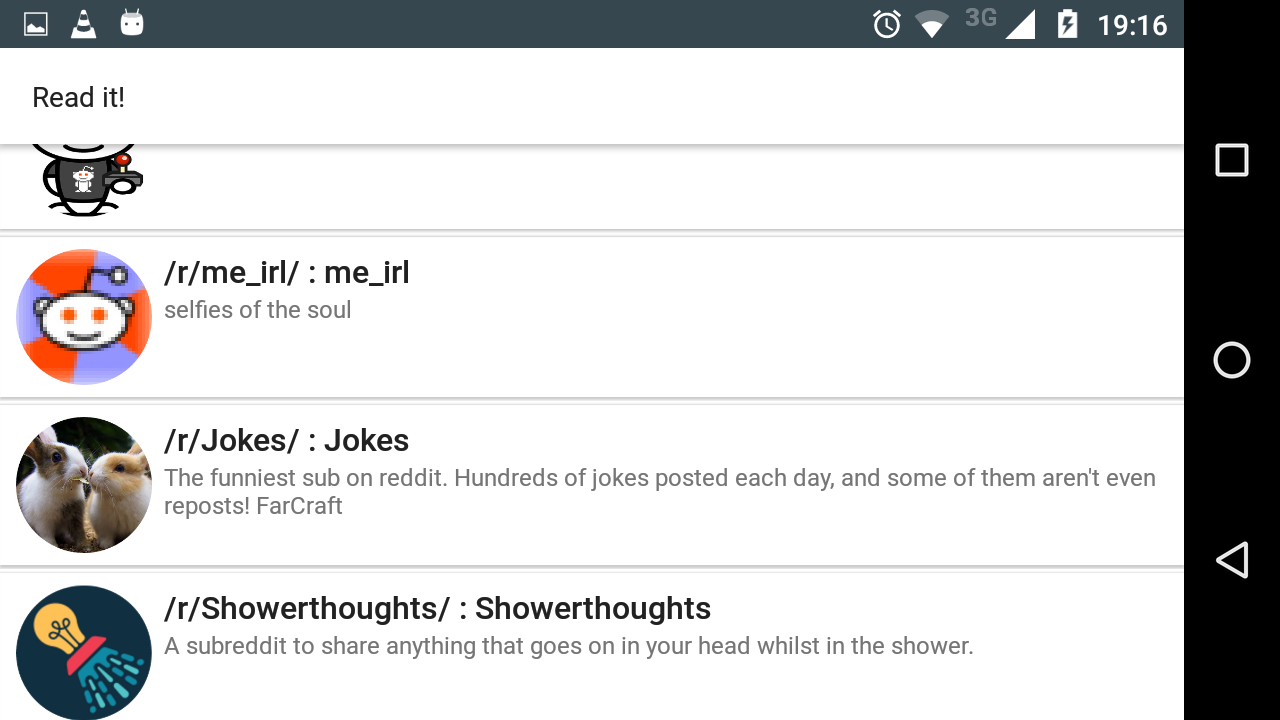 3G 19:16
Read it!
/r/me_irl/ : me_irl
selfies of the soul
/r/Jokes/ : Jokes
The funniest sub on reddit. Hundreds of jokes posted each day, and some of them aren't even
reposts! FarCraft
/r/Showerthoughts/ : Showerthoughts
A subreddit to share anything that goes on in your head whilst in the shower.